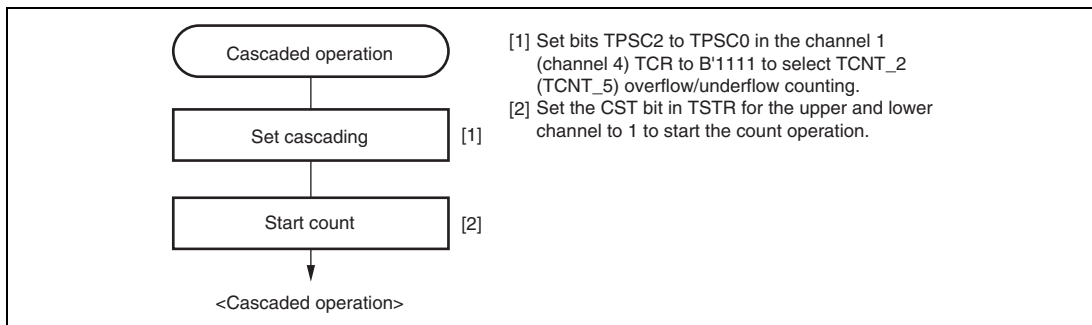 Cascaded operation
Set cascading
[1]
Start count
[2]
<Cascaded operation>
[1] Set bits TPSC2 to TPSC0 in the channel 1
(channel 4) TCR to B'1111 to select TCNT_2
(TCNT_5) overflow/underflow counting.
[2] Set the CST bit in TSTR for the upper and lower
channel to 1 to start the count operation.